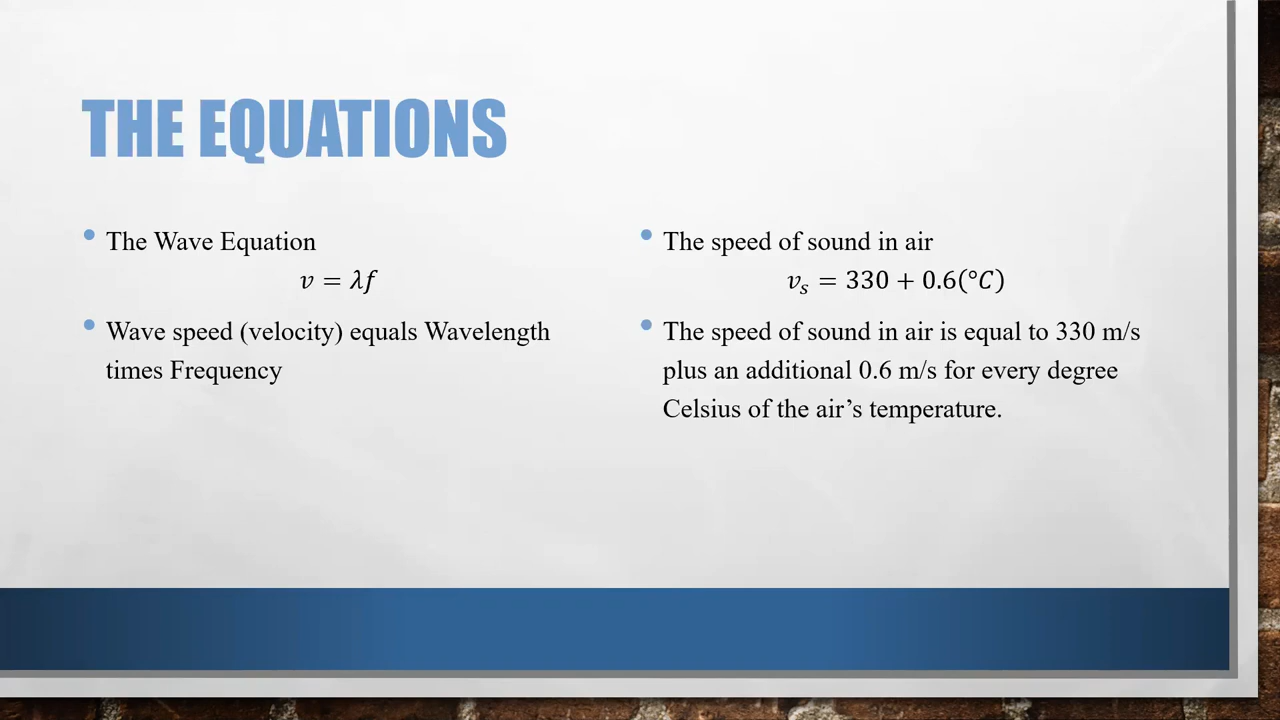 THE EQUATIONS
The Wave Equation
𝑣 = 𝜆𝑓
Wave speed (velocity) equals Wavelength
times Frequency
The speed of sound in air
𝑣ₛ = 330 + 0.6(°𝐶)
The speed of sound in air is equal to 330 m/s
plus an additional 0.6 m/s for every degree
Celsius of the air’s temperature.